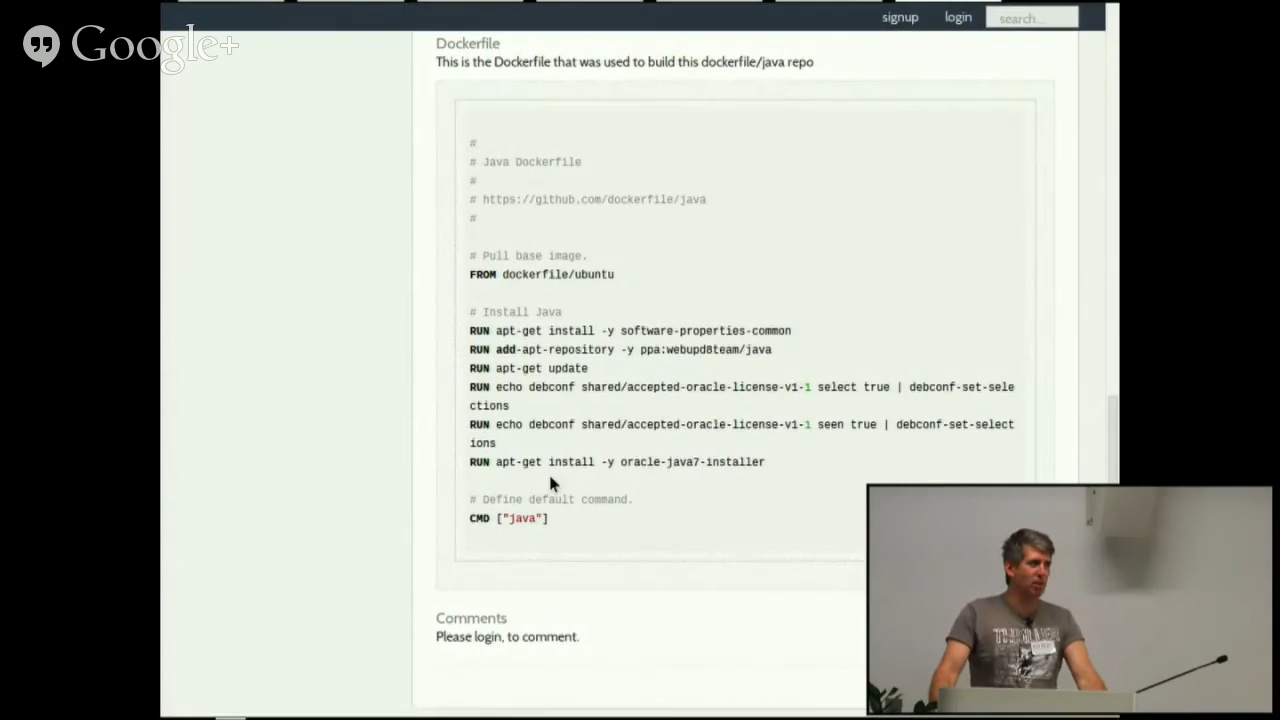 Google+
signup login search...
Dockerfile
This is the Dockerfile that was used to build this dockerfile/java repo
#
# Java Dockerfile
#
# https://github.com/dockerfile/java
#
# Pull base image.
FROM dockerfile/ubuntu
# Install Java
RUN apt-get install -y software-properties-common
RUN add-apt-repository -y ppa:webupd8team/java
RUN apt-get update
RUN echo debconf shared/accepted-oracle-license-v1-1 select true | debconf-set-sele
ctions
RUN echo debconf shared/accepted-oracle-license-v1-1 seen true | debconf-set-select
ions
RUN apt-get install -y oracle-java7-installer
# Define default command.
CMD ["java"]
Comments
Please login, to comment.